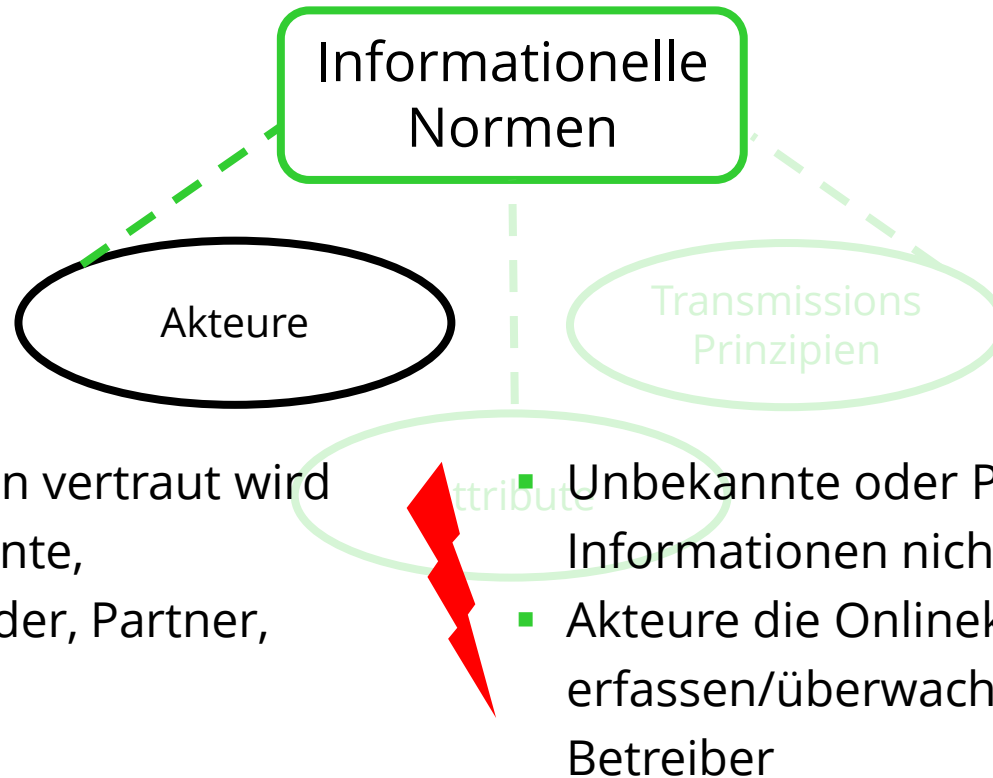 Informationelle
Normen
Akteure
Transmissions
Prinzipien
ttribute
n vertraut wird
nte,
der, Partner,
Unbekannte oder P
Informationen nich
Akteure die Onlinek
erfassen/überwach
Betreiber